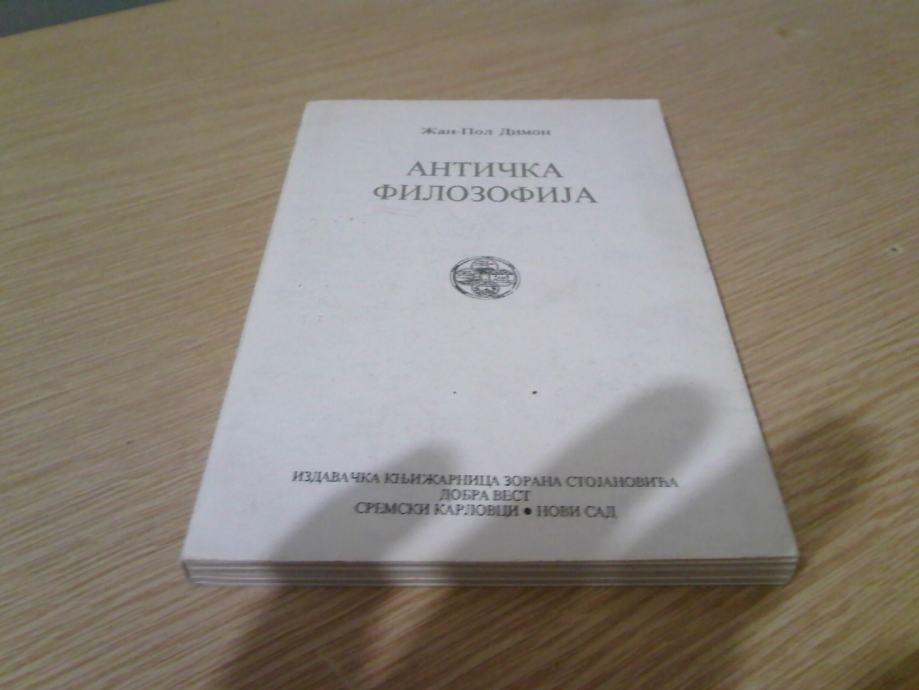 Жан-Пол Димон
АНТИЧКА
ФИЛОЗОФИЈА
ИЗДАВАЧКА КЊИЖАРНИЦА ЗОРАНА СТОЈАНОВИЋА
ДОБРА ВЕСТ
СРЕМСКИ КАРЛОВЦИ • НОВИ САД